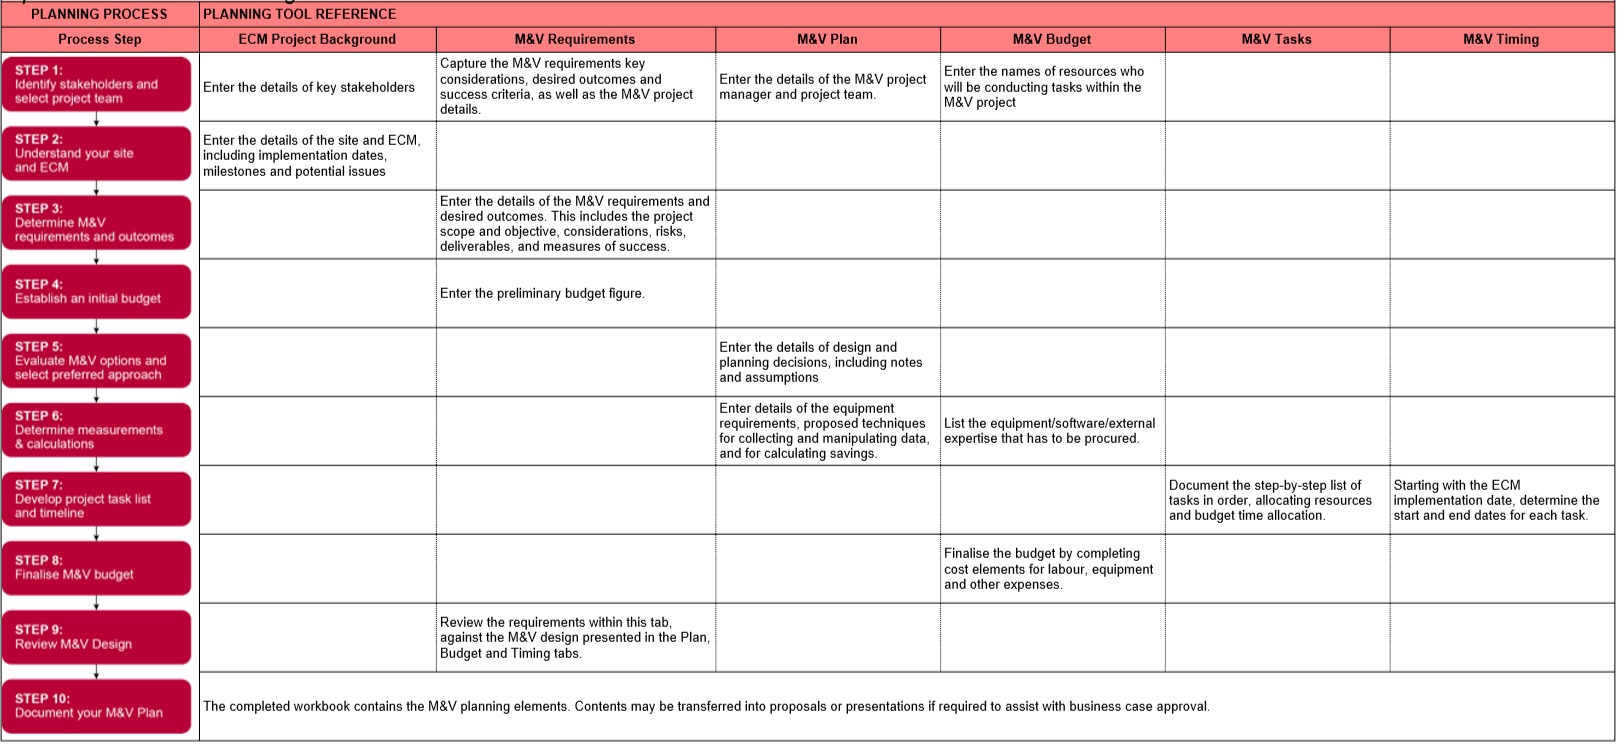 PLANNING PROCESS
PLANNING TOOL REFERENCE
Process Step
ECM Project Background
M&V Requirements
M&V Plan
M&V Budget
M&V Tasks
M&V Timing
STEP 1:
Identify stakeholders and
select project team
Enter the details of key stakeholders
Capture the M&V requirements key
considerations, desired outcomes and
success criteria, as well as the M&V project
details.
Enter the details of the M&V project
manager and project team.
Enter the names of resources who
will be conducting tasks within the
M&V project
STEP 2:
Understand your site
and ECM
Enter the details of the site and ECM,
including implementation dates,
milestones and potential issues
STEP 3:
Determine M&V
requirements and outcomes
Enter the details of the M&V requirements and
desired outcomes. This includes the project
scope and objective, considerations, risks,
deliverables, and measures of success.
STEP 4:
Establish an initial budget
Enter the preliminary budget figure.
STEP 5:
Evaluate M&V options and
select preferred approach
Enter the details of design and
planning decisions, including notes
and assumptions
STEP 6:
Determine measurements
& calculations
Enter details of the equipment
requirements, proposed techniques
for collecting and manipulating data,
and for calculating savings.
List the equipment/software/external
expertise that has to be procured.
STEP 7:
Develop project task list
and timeline
Document the step-by-step list of
tasks in order, allocating resources
and budget time allocation.
Starting with the ECM
implementation date, determine the
start and end dates for each task.
STEP 8:
Finalise M&V budget
Finalise the budget by completing
cost elements for labour, equipment
and other expenses.
STEP 9:
Review M&V Design
Review the requirements within this tab,
against the M&V design presented in the Plan,
Budget and Timing tabs.
STEP 10:
Document your M&V Plan
The completed workbook contains the M&V planning elements. Contents may be transferred into proposals or presentations if required to assist with business case approval.